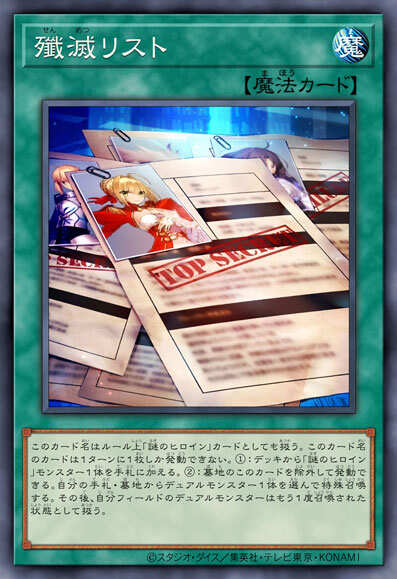 せん めつ
殲滅リスト
魔
ま ほう
【魔法カード】
TOP SECRET
TOP SECRET
このカード名はルール上「謎のヒロイン」カードとしても扱う。このカード名
のカードは1ターンに1枚しか発動できない。①:デッキから「謎のヒロイン」
モンスター1体を手札に加える。②:墓地のこのカードを除外して発動で
きる。自分の手札・墓地からデュアルモンスター1体を選んで特殊召喚
する。その後、自分フィールドのデュアルモンスターはもう1度召喚された
状態として扱う。
©スタジオ・ダイス/集英社・テレビ東京・KONAMI